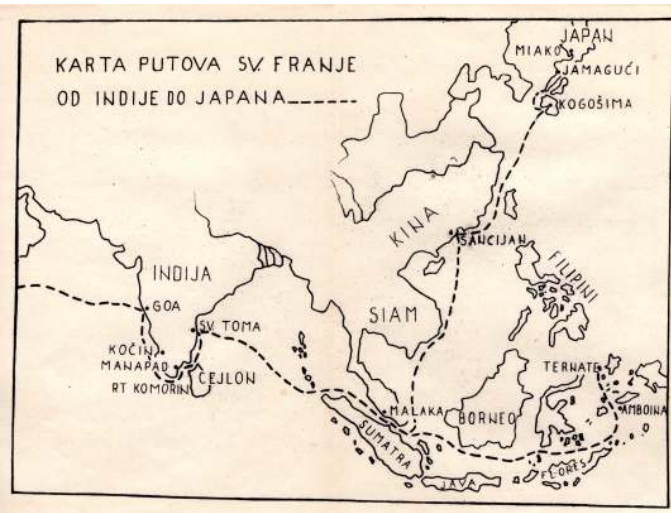 KARTA PUTOVA SV. FRANJE
OD INDIJE DO JAPANA
JAPAN
MIAKO
JAMAGUĆI
KOGOŠIMA
KINA
SANCIJAN
INDIJA
GOA
SV. TOMA
SIAM
FILIPINI
KOČIN
MANAPAD
RT KOMORIN
CEJLON
TERNATE
MALAKA
BORNEO
AMBOINA
SUMATRA
JAVA
FLORES